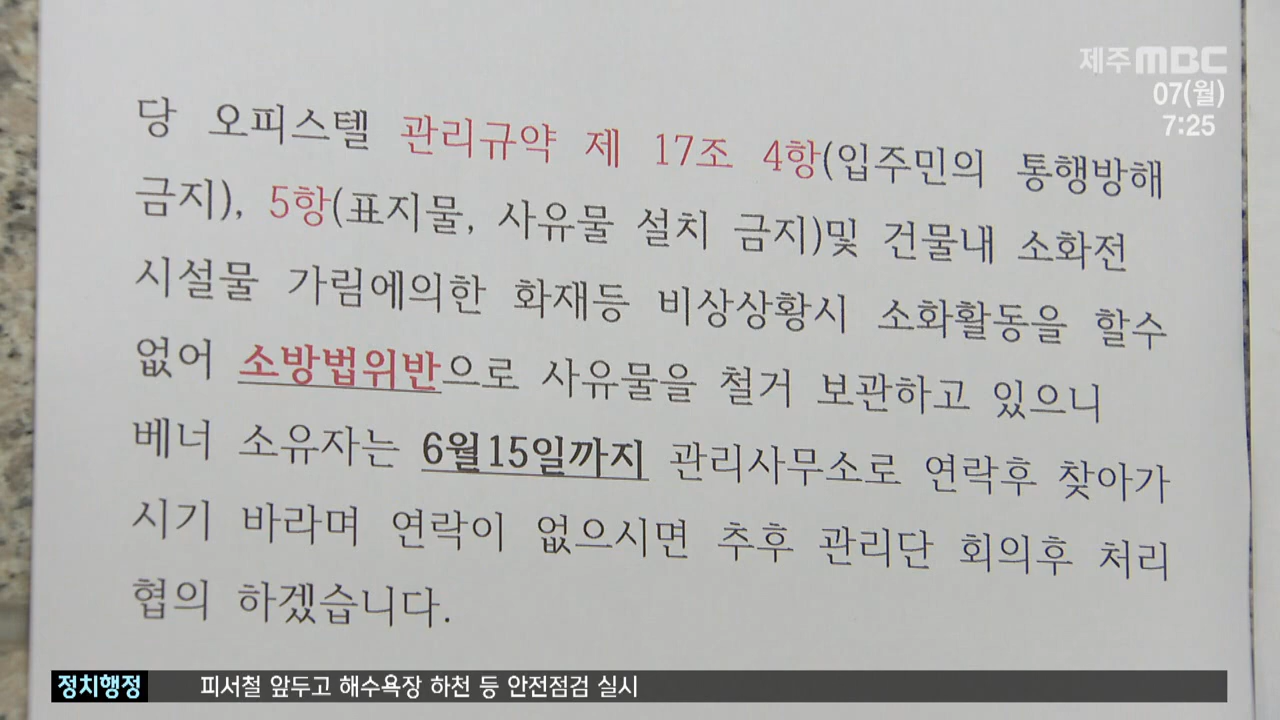 제주MBC
07(월)
7:25
당 오피스텔 관리규약 제 17조 4항(입주민의 통행방해
금지), 5항(표지물, 사유물 설치 금지)및 건물내 소화전
시설물 가림에의한 화재등 비상상황시 소화활동을 할수
없어 소방법위반으로 사유물을 철거 보관하고 있으니
베너 소유자는 6월15일까지 관리사무소로 연락후 찾아가
시기 바라며 연락이 없으시면 추후 관리단 회의후 처리
협의 하겠습니다.
정치행정 피서철 앞두고 해수욕장 하천 등 안전점검 실시